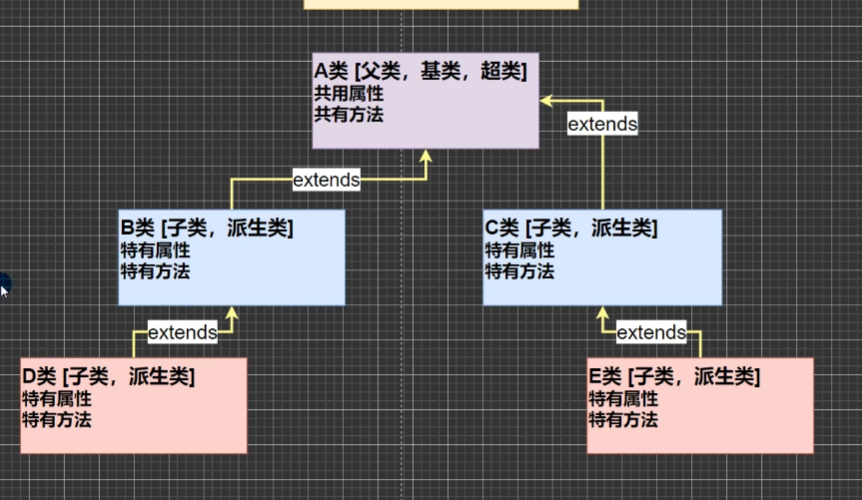 A类 [父类，基类，超类]
共用属性
共有方法
extends
extends
B类 [子类，派生类]
特有属性
特有方法
C类 [子类，派生类]
特有属性
特有方法
extends
extends
D类 [子类，派生类]
特有属性
特有方法
E类 [子类，派生类]
特有属性
特有方法